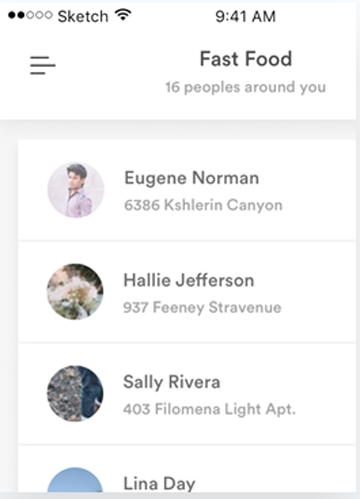 Sketch 9:41 AM
Fast Food
16 peoples around you
Eugene Norman
6386 Kshlerin Canyon
Hallie Jefferson
937 Feeney Stravenue
Sally Rivera
403 Filomena Light Apt.
Lina Day